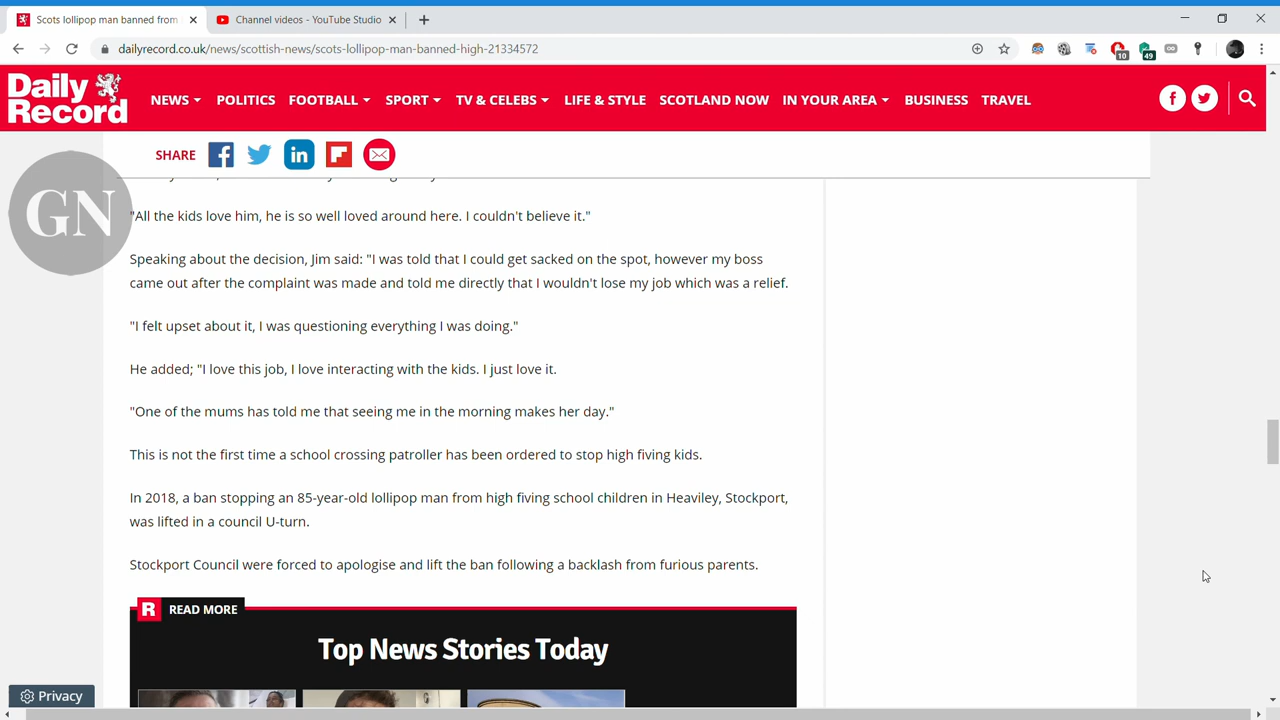 Scots lollipop man banned from
Channel videos - YouTube Studio
dailyrecord.co.uk/news/scottish-news/scots-lollipop-man-banned-high-21334572
10
49
Daily
Record
NEWS
POLITICS
FOOTBALL
SPORT
TV & CELEBS
LIFE & STYLE
SCOTLAND NOW
IN YOUR AREA
BUSINESS
TRAVEL
SHARE
GN
"All the kids love him, he is so well loved around here. I couldn't believe it."
Speaking about the decision, Jim said: "I was told that I could get sacked on the spot, however my boss
came out after the complaint was made and told me directly that I wouldn't lose my job which was a relief.
"I felt upset about it, I was questioning everything I was doing."
He added; "I love this job, I love interacting with the kids. I just love it.
"One of the mums has told me that seeing me in the morning makes her day."
This is not the first time a school crossing patroller has been ordered to stop high fiving kids.
In 2018, a ban stopping an 85-year-old lollipop man from high fiving school children in Heaviley, Stockport,
was lifted in a council U-turn.
Stockport Council were forced to apologise and lift the ban following a backlash from furious parents.
R READ MORE
Top News Stories Today
Privacy